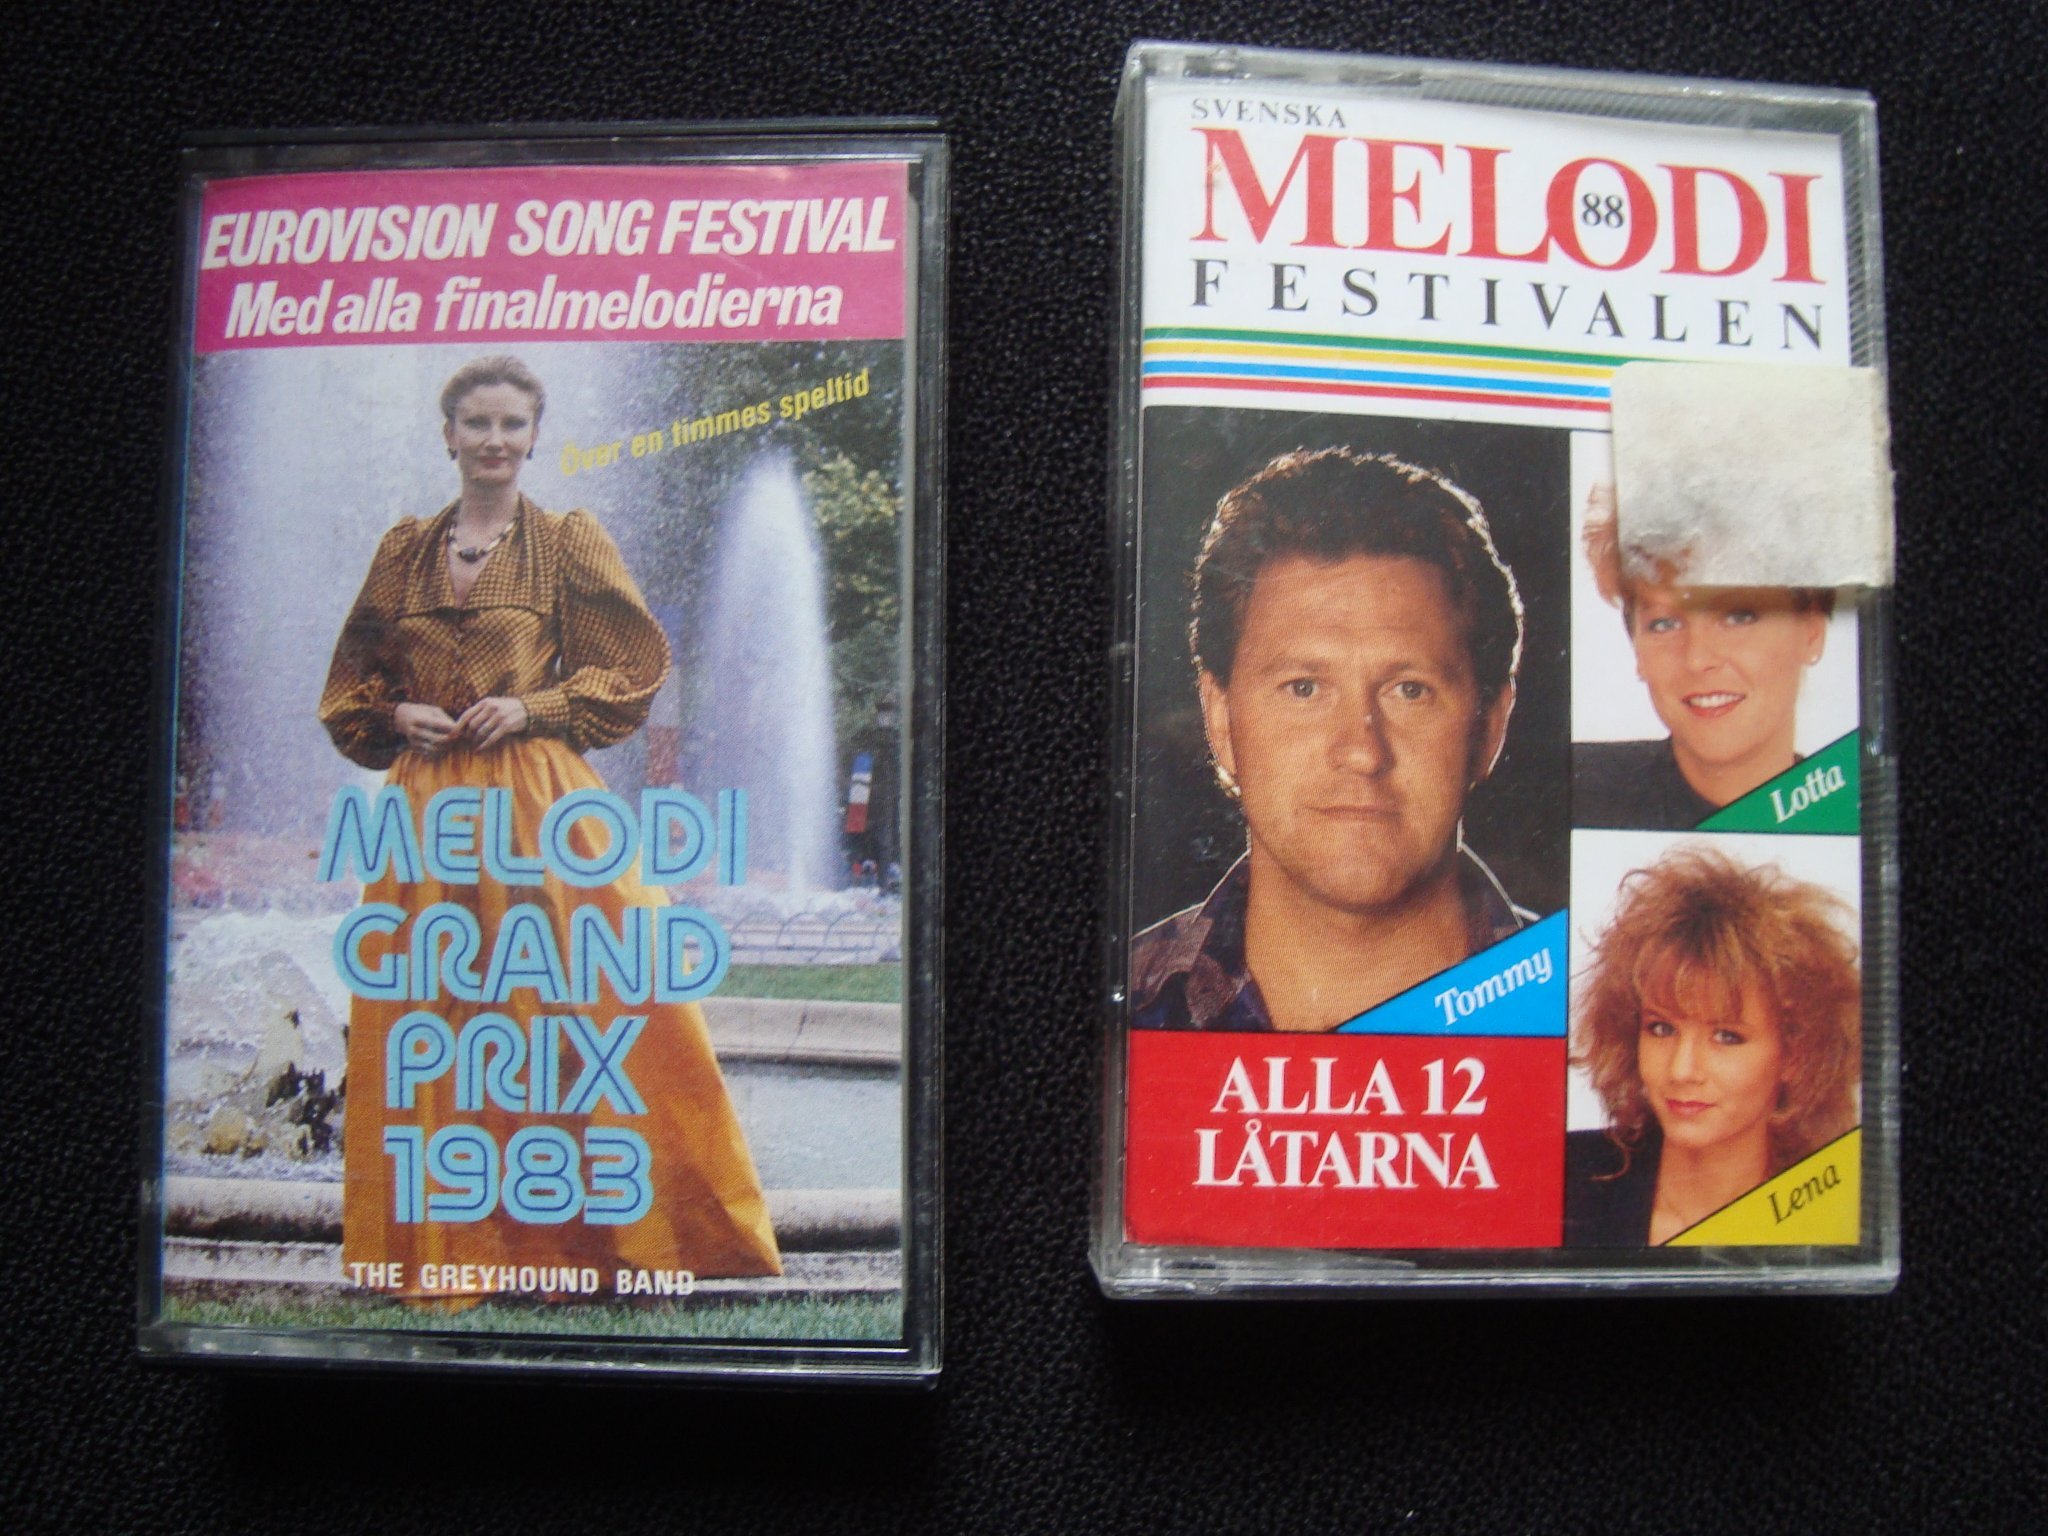 EUROVISION SONG FESTIVAL
Med alla finalmelodierna
Över en timmes speltid
MELODI
GRAND
PRIX
1983
THE GREYHOUND BAND
SVENSKA
MELODI
88
FESTIVALEN
Lotta
Tommy
Lena
ALLA 12
LÅTARNA